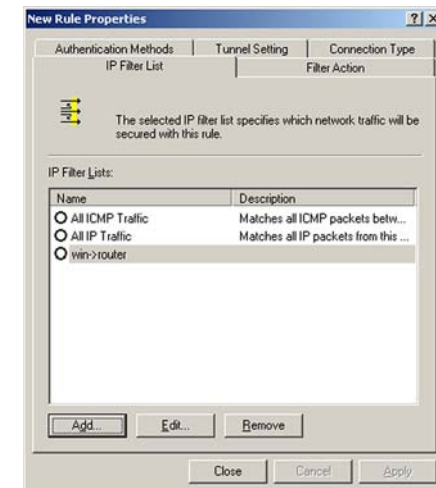 New Rule Properties
Authentication Methods
Tunnel Setting
Connection Type
IP Filter List
Filter Action
The selected IP filter list specifies which network traffic will be
secured with this rule.
IP Filter Lists:
Name Description
All ICMP Traffic Matches all ICMP packets betw...
All IP Traffic Matches all IP packets from this ...
win->router
Add... Edit... Remove
Close Cancel Apply